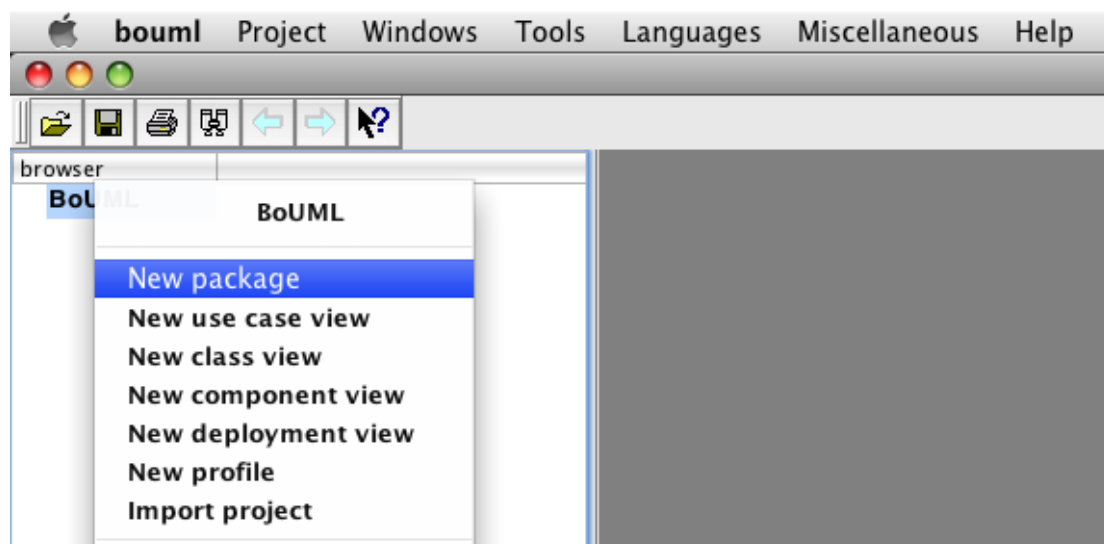 bouml Project Windows Tools Languages Miscellaneous Help
browser
BoUML
BoUML
New package
New use case view
New class view
New component view
New deployment view
New profile
Import project